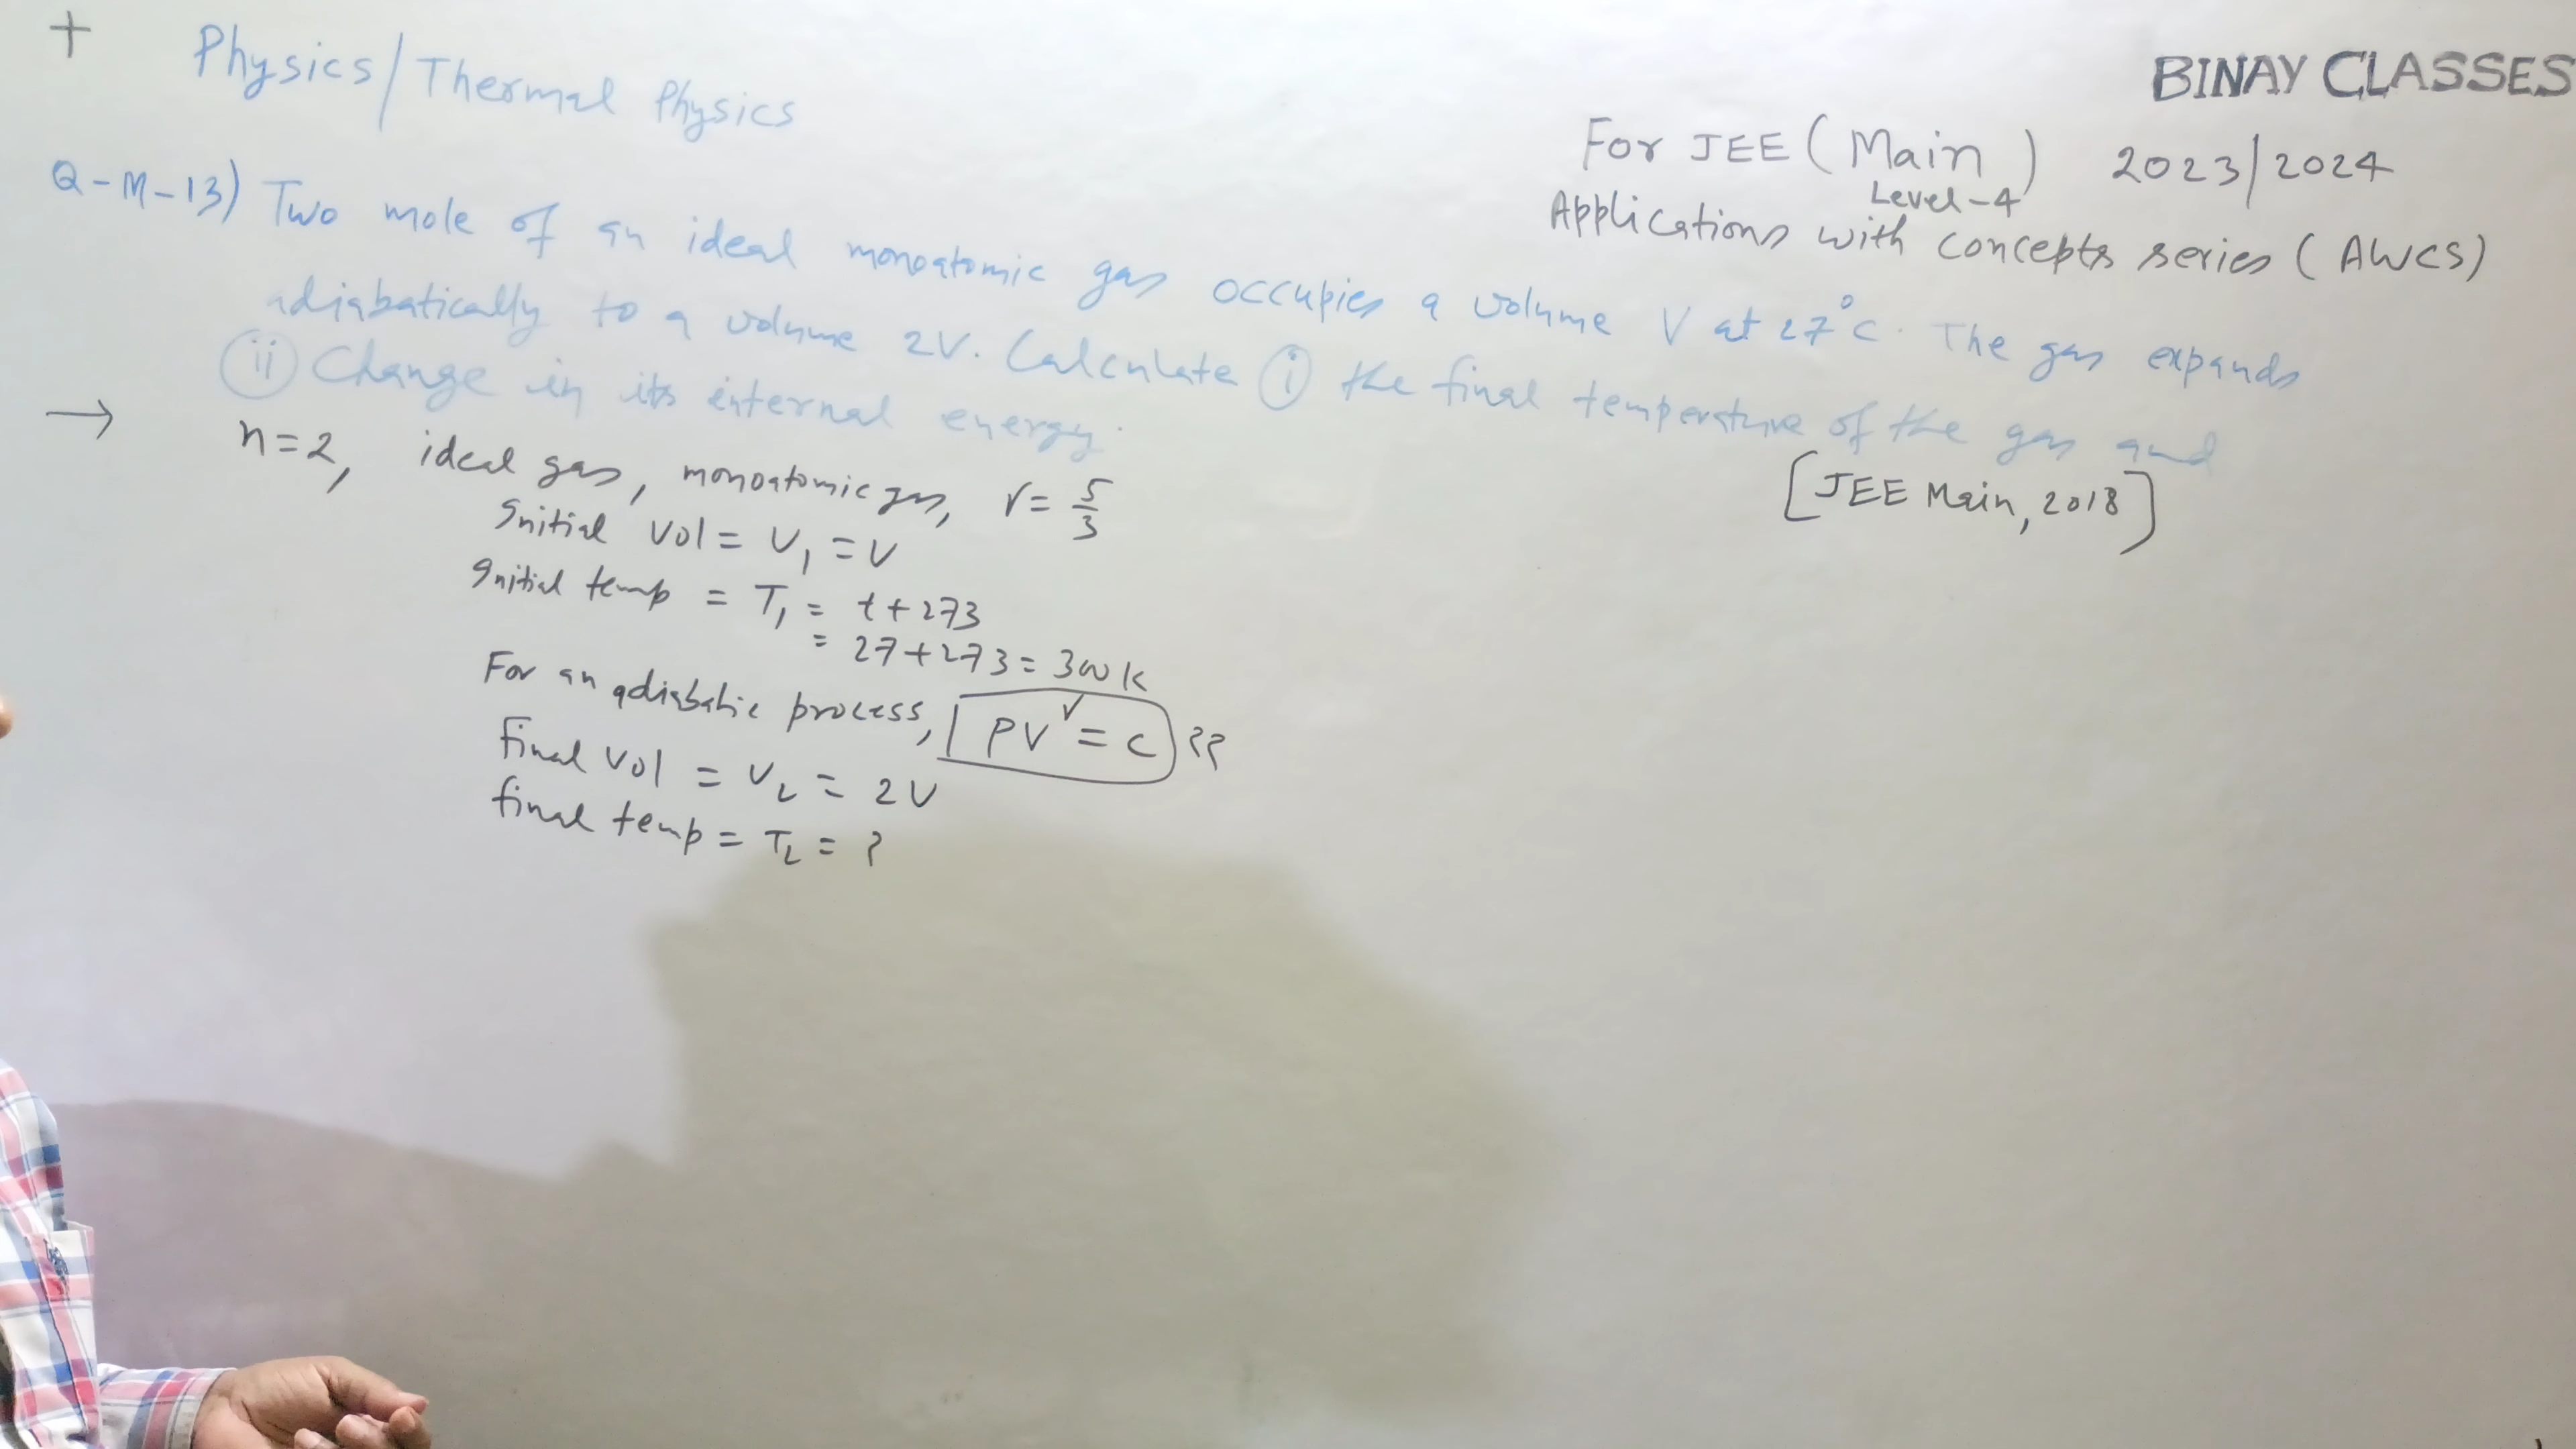 +
Physics/Thermal Physics
BINAY CLASSES
For JEE (Main) 2023/2024
Level-4
Applications with concepts series (AWCS)
Q-M-13) Two mole of an ideal monoatomic gas occupies a volume V at 27°C. The gas expands
adiabatically to a volume 2V. Calculate (i) the final temperature of the gas and
(ii) Change in its internal energy.
[JEE Main, 2018]
→ n=2, ideal gas, monoatomic gas, γ = 5/3
Initial vol = V₁ = V
Initial temp = T₁ = t+273
= 27+273 = 300 K
For an adiabatic process, PV^γ = C ??
Final vol = V₂ = 2V
final temp = T₂ = ?